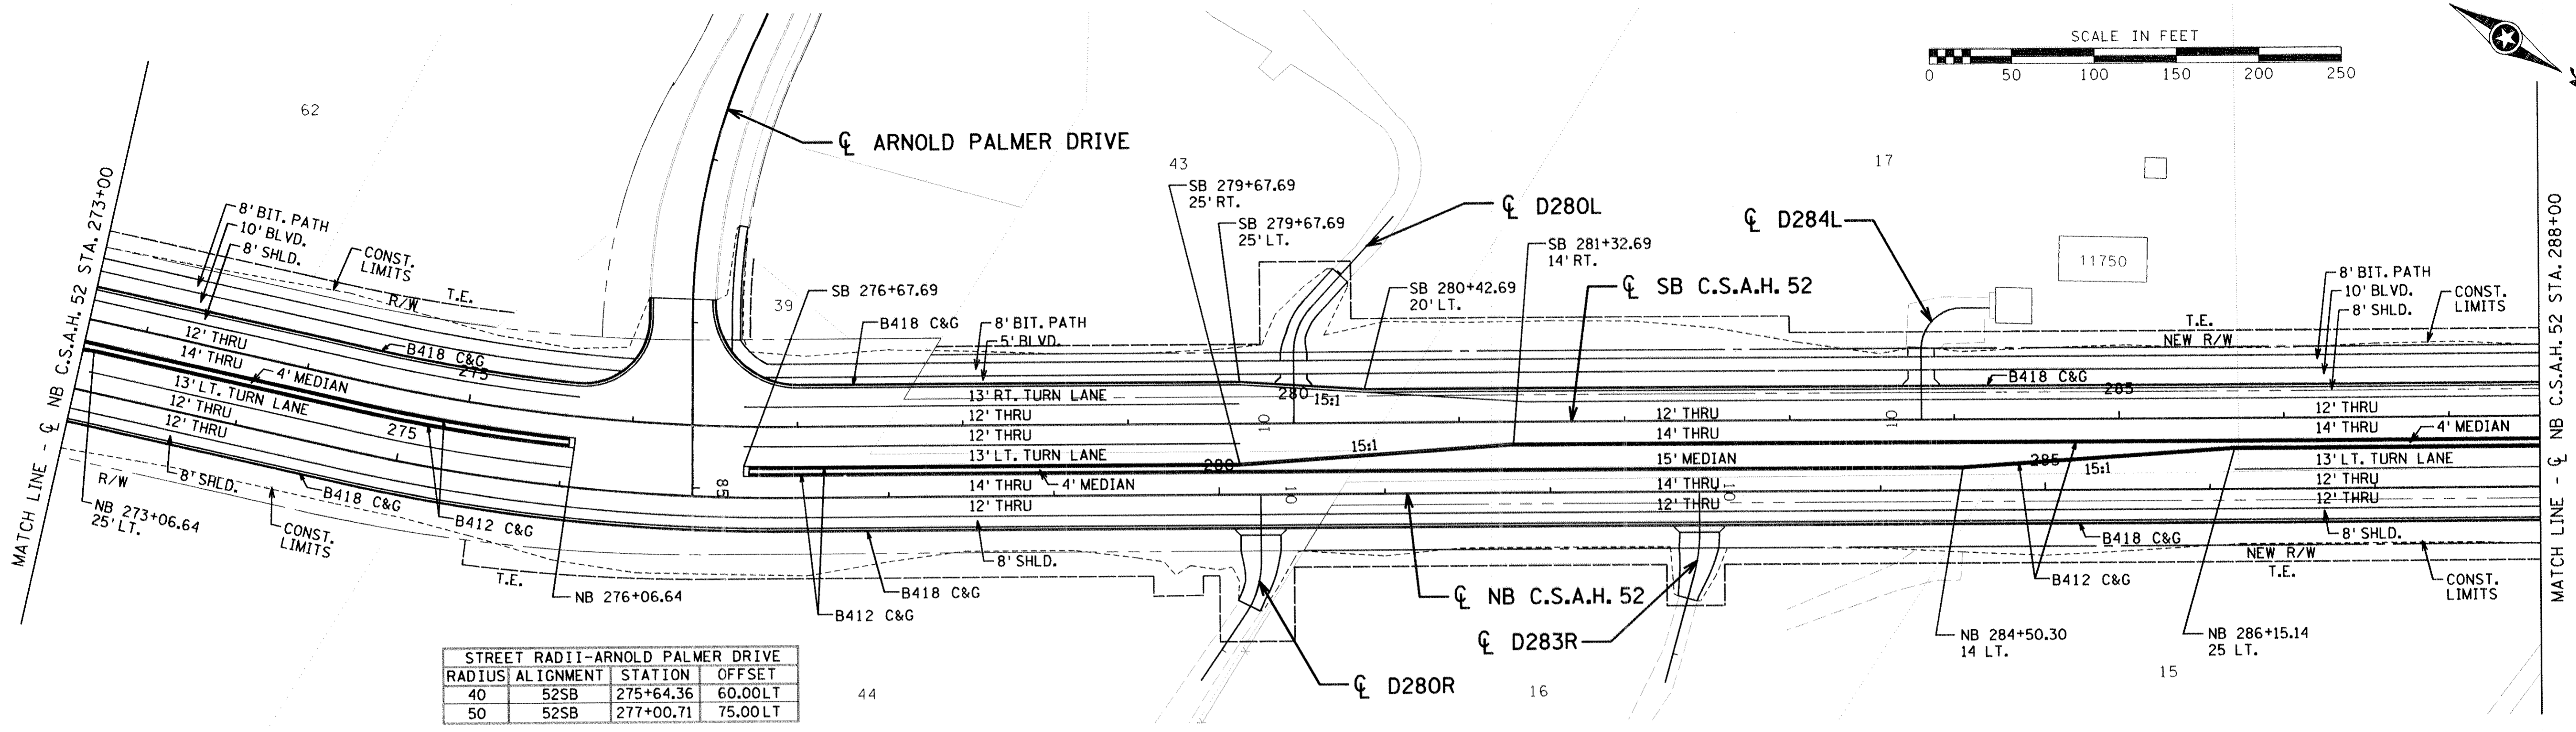 SCALE IN FEET
0 50 100 150 200 250
62
℄ ARNOLD PALMER DRIVE
43
17
SB 279+67.69
25' RT.
SB 279+67.69
25' LT.
℄ D280L
℄ D284L
SB 281+32.69
14' RT.
℄ SB C.S.A.H. 52
11750
8' BIT. PATH
10' BLVD.
8' SHLD.
CONST.
LIMITS
R/W
T.E.
39
SB 276+67.69
B418 C&G
8' BIT. PATH
5' BLVD.
SB 280+42.69
20' LT.
8' BIT. PATH
10' BLVD.
8' SHLD.
CONST.
LIMITS
T.E.
NEW R/W
MATCH LINE - ℄ NB C.S.A.H. 52 STA. 273+00
MATCH LINE - ℄ NB C.S.A.H. 52 STA. 288+00
12' THRU
14' THRU
B418 C&G
275
4' MEDIAN
13' LT. TURN LANE
12' THRU
12' THRU
275
8' SHLD.
R/W
NB 273+06.64
25' LT.
CONST.
LIMITS
B418 C&G
B412 C&G
T.E.
NB 276+06.64
85
13' RT. TURN LANE
12' THRU
12' THRU
13' LT. TURN LANE
14' THRU
4' MEDIAN
12' THRU
8' SHLD.
B418 C&G
B412 C&G
280
15:1
10
280
15:1
10
12' THRU
14' THRU
15' MEDIAN
14' THRU
12' THRU
10
10
B418 C&G
285
285
15:1
12' THRU
14' THRU
4' MEDIAN
13' LT. TURN LANE
12' THRU
12' THRU
8' SHLD.
B418 C&G
NEW R/W
T.E.
B412 C&G
CONST.
LIMITS
℄ NB C.S.A.H. 52
℄ D283R
℄ D280R
NB 284+50.30
14 LT.
NB 286+15.14
25 LT.
44
16
15
STREET RADII-ARNOLD PALMER DRIVE
RADIUS ALIGNMENT STATION OFFSET
40 52SB 275+64.36 60.00LT
50 52SB 277+00.71 75.00LT